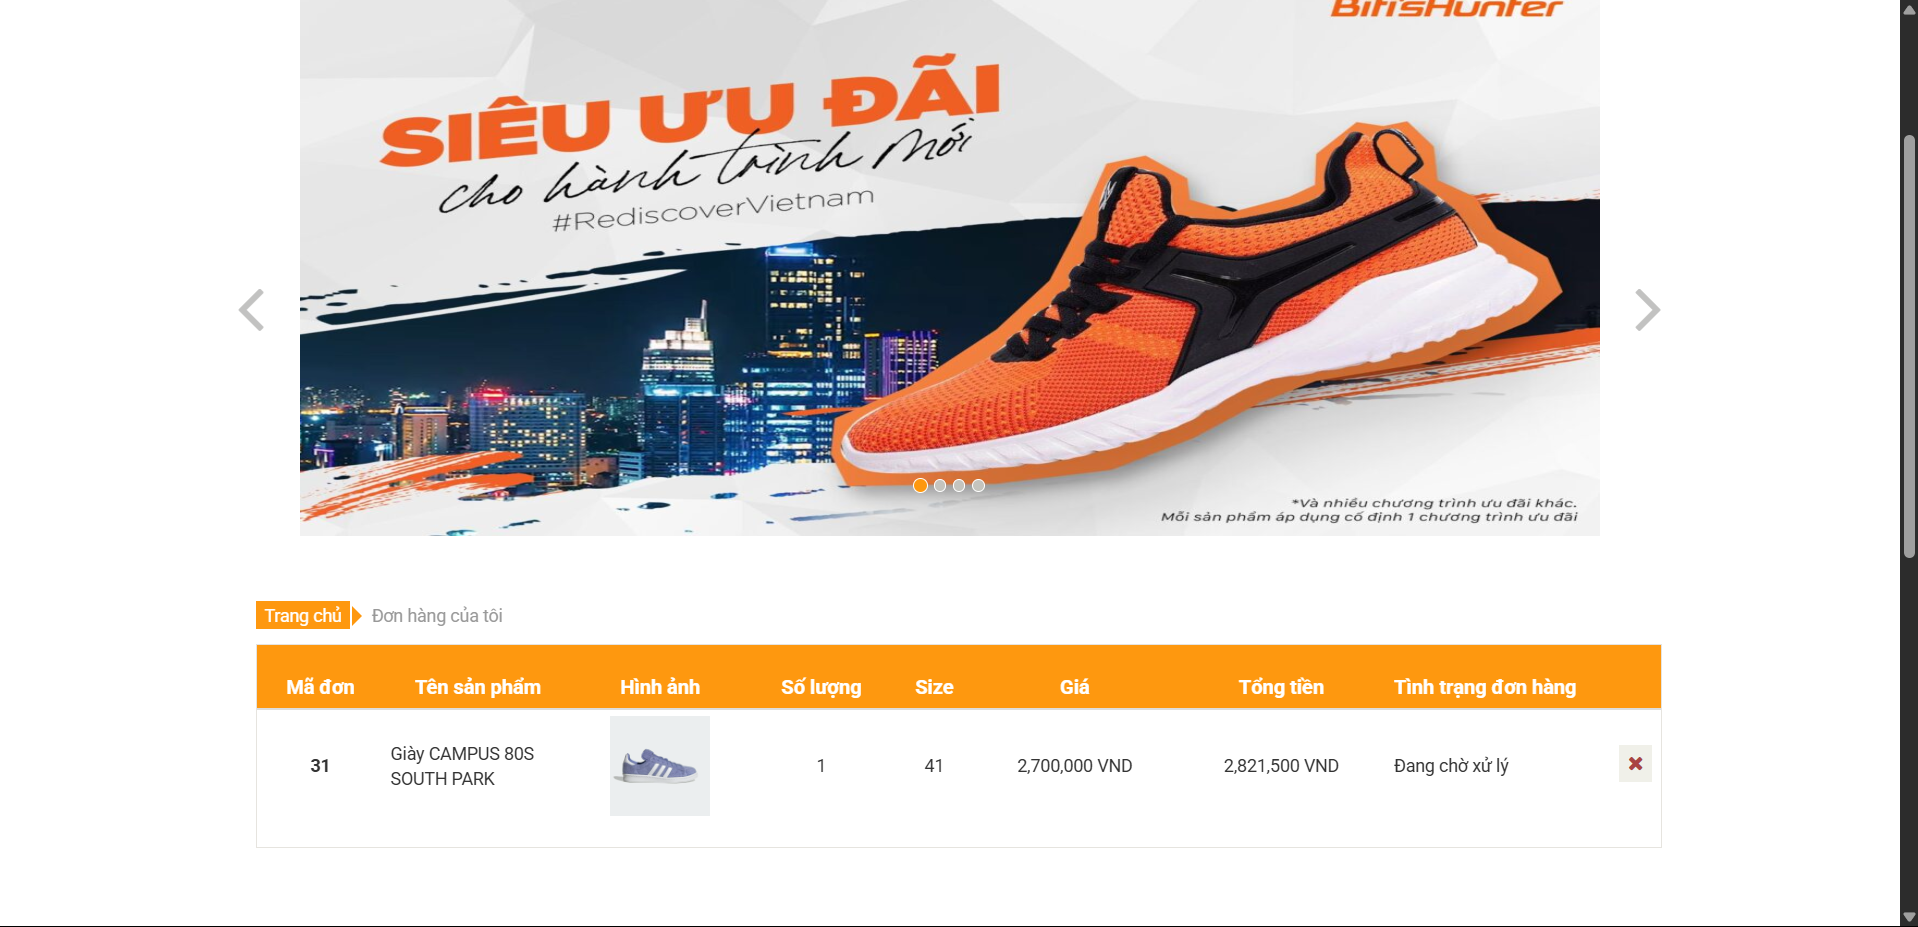 Biti'sHunter
SIÊU ƯU ĐÃI
cho hành trình mới
#RediscoverVietnam
*Và nhiều chương trình ưu đãi khác.
Mỗi sản phẩm áp dụng cố định 1 chương trình ưu đãi
Trang chủ Đơn hàng của tôi
Mã đơn Tên sản phẩm Hình ảnh Số lượng Size Giá Tổng tiền Tình trạng đơn hàng
31 Giày CAMPUS 80S 1 41 2,700,000 VND 2,821,500 VND Đang chờ xử lý
SOUTH PARK